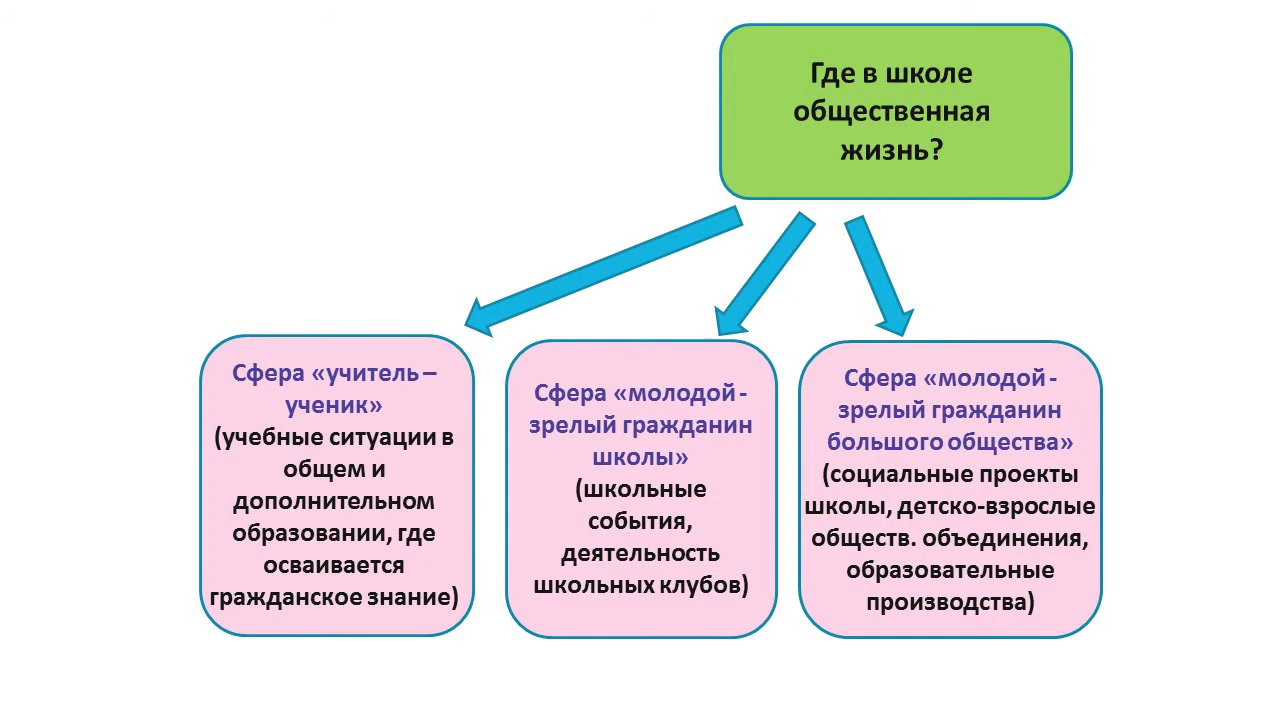 Где в школе
общественная
жизнь?
Сфера «учитель –
ученик»
(учебные ситуации в
общем и
дополнительном
образовании, где
осваивается
гражданское знание)
Сфера «молодой -
зрелый гражданин
школы»
(школьные
события,
деятельность
школьных клубов)
Сфера «молодой -
зрелый гражданин
большого общества»
(социальные проекты
школы, детско-взрослые
обществ. объединения,
образовательные
производства)